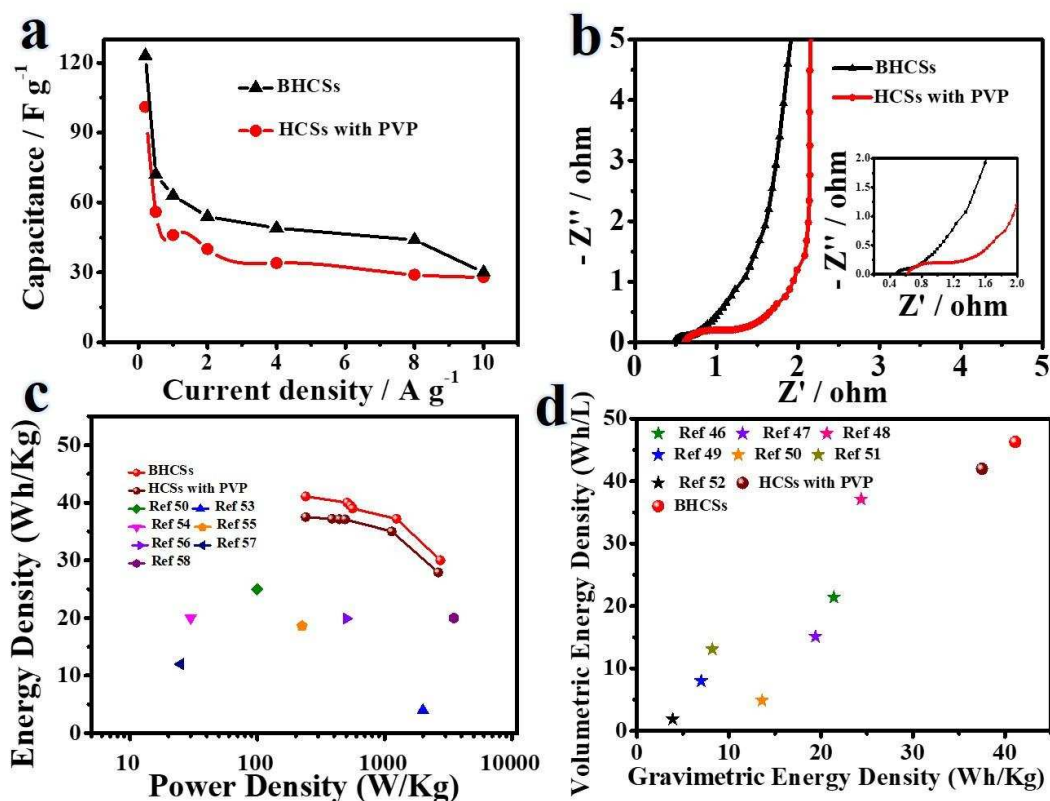 a
Capacitance / F g-1
120
90
60
30
0
BHCSs
HCSs with PVP
0 2 4 6 8 10
Current density / A g-1
b
- Z'' / ohm
5
4
3
2
1
0
BHCSs
HCSs with PVP
- Z'' / ohm
2.0
1.5
1.0
0.5
0.0
0.4 0.8 1.2 1.6 2.0
Z' / ohm
0 1 2 3 4 5
Z' / ohm
c
Energy Density (Wh/Kg)
50
40
30
20
10
0
BHCSs
HCSs with PVP
Ref 50 Ref 53
Ref 54 Ref 55
Ref 56 Ref 57
Ref 58
10 100 1000 10000
Power Density (W/Kg)
d
Volumetric Energy Density (Wh/L)
50
40
30
20
10
0
Ref 46 Ref 47 Ref 48
Ref 49 Ref 50 Ref 51
Ref 52 HCSs with PVP
BHCSs
0 10 20 30 40
Gravimetric Energy Density (Wh/Kg)